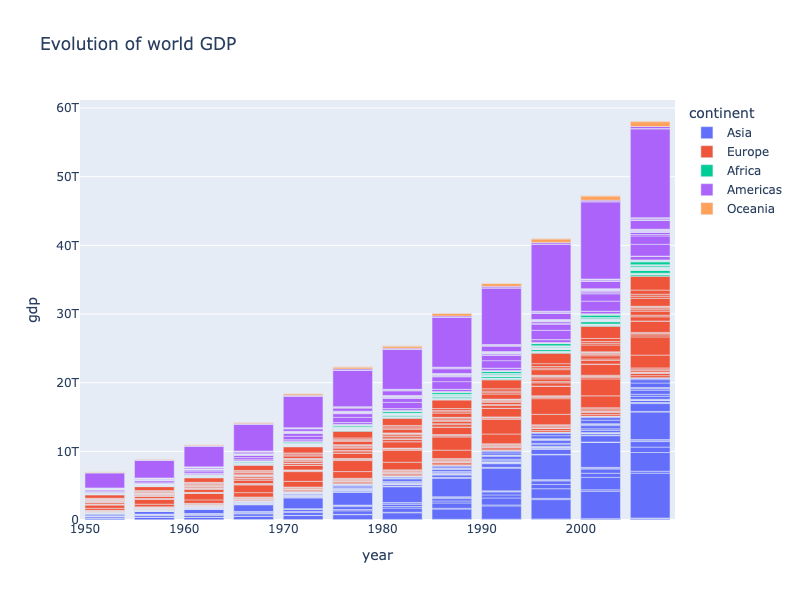 Evolution of world GDP
60T
50T
40T
30T
20T
10T
0
gdp
1950
1960
1970
1980
1990
2000
year
continent
Asia
Europe
Africa
Americas
Oceania